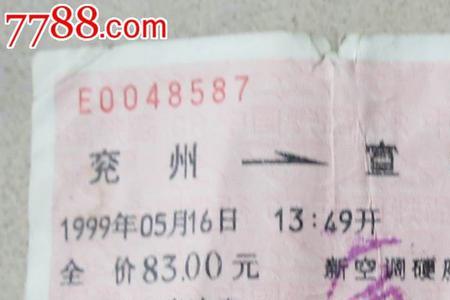 7788.com
E0048587
兖州 宜
1999年05月16日 13:49开
全价83.00元 新空调硬